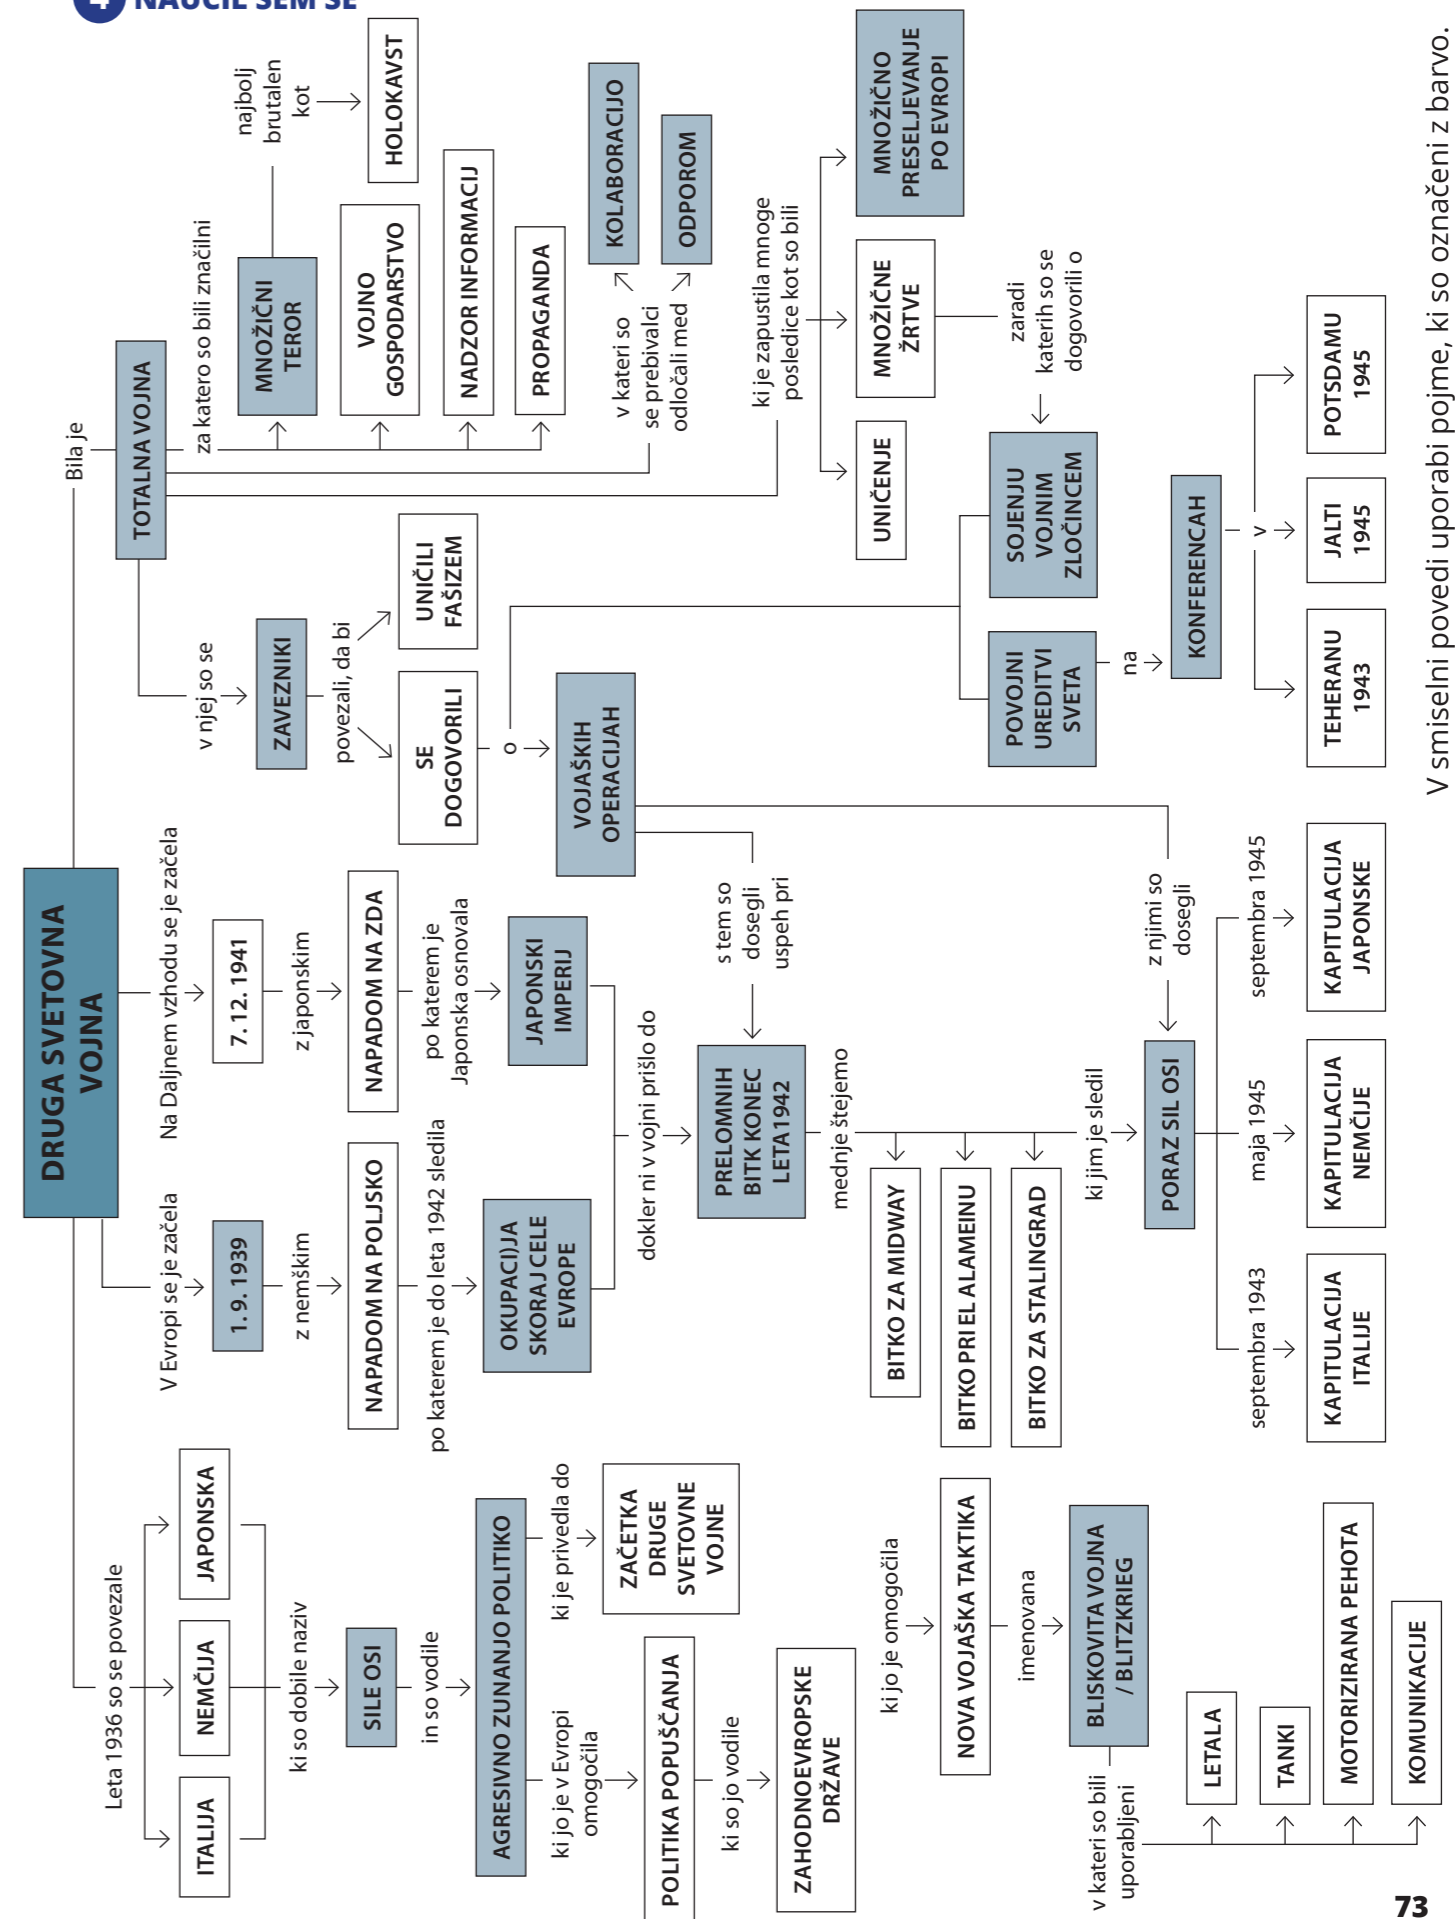 4 NAUČIL SEM SE
DRUGA SVETOVNA
VOJNA
Leta 1936 so se povezale
ITALIJA
NEMČIJA
JAPONSKA
ki so dobile naziv
SILE OSI
in so vodile
AGRESIVNO ZUNANJO POLITIKO
ki jo je v Evropi
omogočila
POLITIKA POPUŠČANJA
ki so jo vodile
ZAHODNOEVROPSKE
DRŽAVE
ki je privedla do
ZAČETKA
DRUGE
SVETOVNE
VOJNE
V Evropi se je začela
1. 9. 1939
z nemškim
NAPADOM NA POLJSKO
po katerem je do leta 1942 sledila
OKUPACI)JA
SKORAJ CELE
EVROPE
Na Daljnem vzhodu se je začela
7. 12. 1941
z japonskim
NAPADOM NA ZDA
po katerem je
Japonska osnovala
JAPONSKI
IMPERIJ
dokler ni v vojni prišlo do
PRELOMNIH
BITK KONEC
LETA1942
mednje štejemo
BITKO ZA MIDWAY
BITKO PRI EL ALAMEINU
BITKO ZA STALINGRAD
ki jim je sledil
PORAZ SIL OSI
septembra 1943
KAPITULACIJA
ITALIJE
maja 1945
KAPITULACIJA
NEMČIJE
septembra 1945
KAPITULACIJA
JAPONSKE
ki jo je omogočila
NOVA VOJAŠKA TAKTIKA
imenovana
BLISKOVITA VOJNA
/ BLITZKRIEG
v kateri so bili
uporabljeni
LETALA
TANKI
MOTORIZIRANA PEHOTA
KOMUNIKACIJE
Bila je
TOTALNA VOJNA
v njej so se
ZAVEZNIKI
povezali, da bi
SE
DOGOVORILI
UNIČILI
FAŠIZEM
o
VOJAŠKIH
OPERACIJAH
s tem so
dosegli
uspeh pri
z njimi so
dosegli
POVOJNI
UREDITVI
SVETA
SOJENJU
VOJNIM
ZLOČINCEM
na
KONFERENCAH
v
TEHERANU
1943
JALTI
1945
POTSDAMU
1945
za katero so bili značilni
MNOŽIČNI
TEROR
najbolj
brutalen
kot
HOLOKAVST
VOJNO
GOSPODARSTVO
NADZOR INFORMACIJ
PROPAGANDA
v kateri so
se prebivalci
odločali med
KOLABORACIJO
ODPOROM
ki je zapustila mnoge
posledice kot so bili
UNIČENJE
MNOŽIČNE
ŽRTVE
MNOŽIČNO
PRESELJEVANJE
PO EVROPI
zaradi
katerih so se
dogovorili o
V smiselni povedi uporabi pojme, ki so označeni z barvo.
73